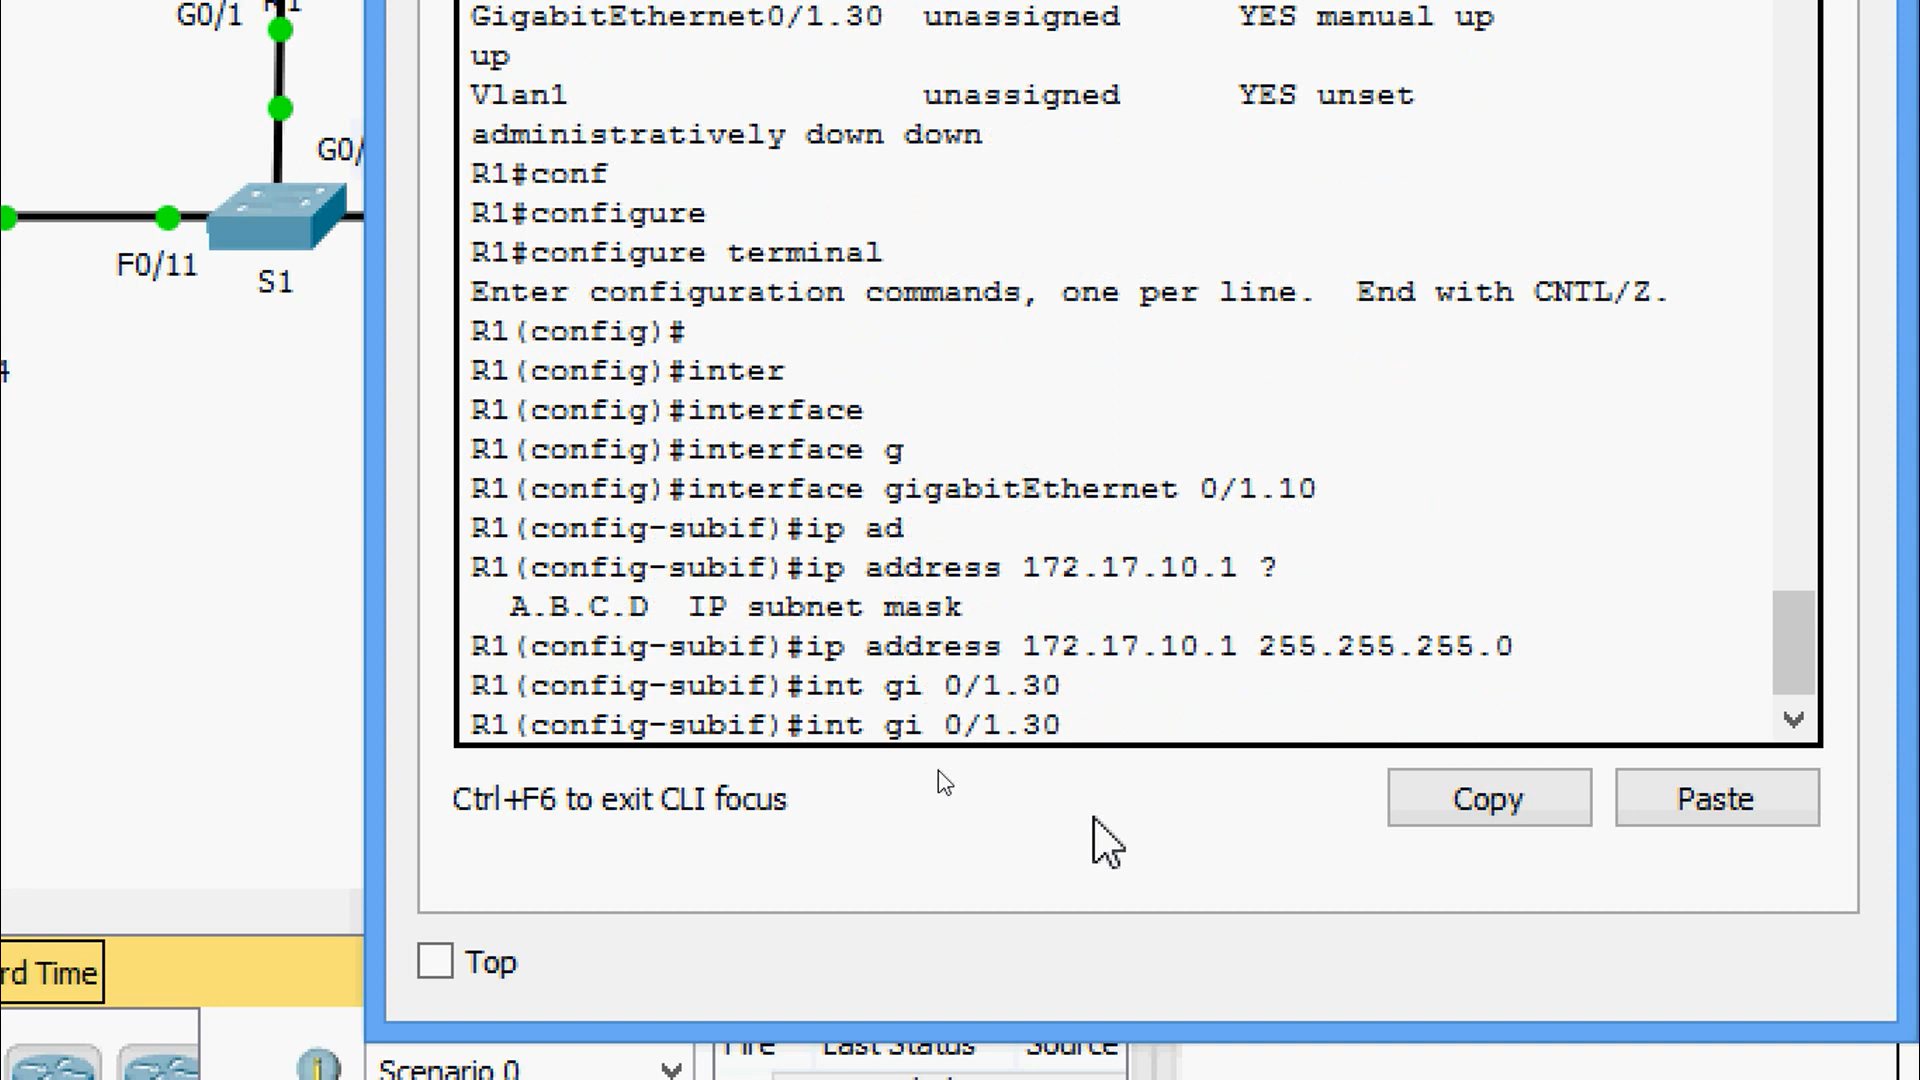 G0/1
GigabitEthernet0/1.30 unassigned YES manual up
up
Vlan1 unassigned YES unset
administratively down down
R1#conf
R1#configure
R1#configure terminal
Enter configuration commands, one per line. End with CNTL/Z.
R1(config)#
R1(config)#inter
R1(config)#interface
R1(config)#interface g
R1(config)#interface gigabitEthernet 0/1.10
R1(config-subif)#ip ad
R1(config-subif)#ip address 172.17.10.1 ?
A.B.C.D IP subnet mask
R1(config-subif)#ip address 172.17.10.1 255.255.255.0
R1(config-subif)#int gi 0/1.30
R1(config-subif)#int gi 0/1.30
G0/
F0/11
S1
4
Ctrl+F6 to exit CLI focus
Copy
Paste
Top
rd Time
Scenario 0
Fire Last Status Source